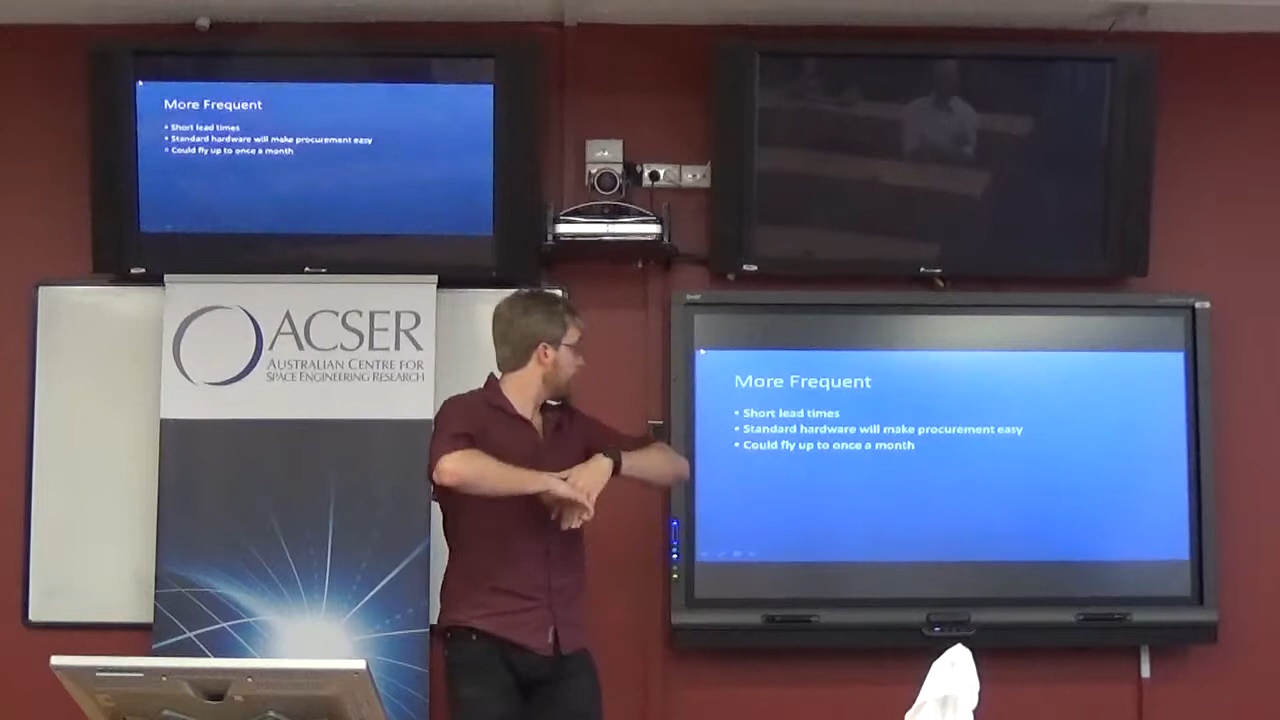 More Frequent
• Short lead times
• Standard hardware will make procurement easy
• Could fly up to once a month
ACSER
AUSTRALIAN CENTRE FOR
SPACE ENGINEERING RESEARCH
More Frequent
• Short lead times
• Standard hardware will make procurement easy
• Could fly up to once a month